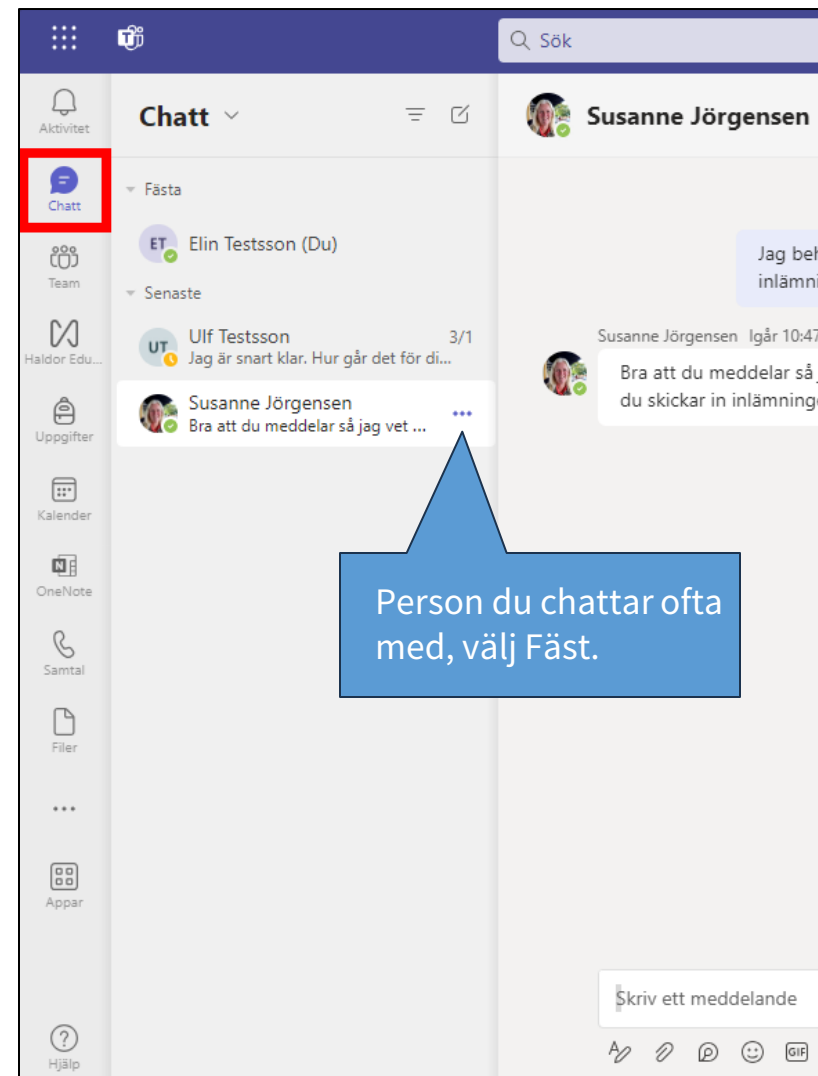 Sök
Aktivitet
Chatt
Team
Haldor Edu...
Uppgifter
Kalender
OneNote
Samtal
Filer
Appar
Hjälp
Chatt
Fästa
ET Elin Testsson (Du)
Senaste
UT Ulf Testsson 3/1
Jag är snart klar. Hur går det för di...
Susanne Jörgensen
Bra att du meddelar så jag vet ...
Person du chattar ofta
med, välj Fäst.
Susanne Jörgensen
Jag beh
inlämni
Susanne Jörgensen Igår 10:47
Bra att du meddelar så j
du skickar in inlämninge
Skriv ett meddelande
GIF